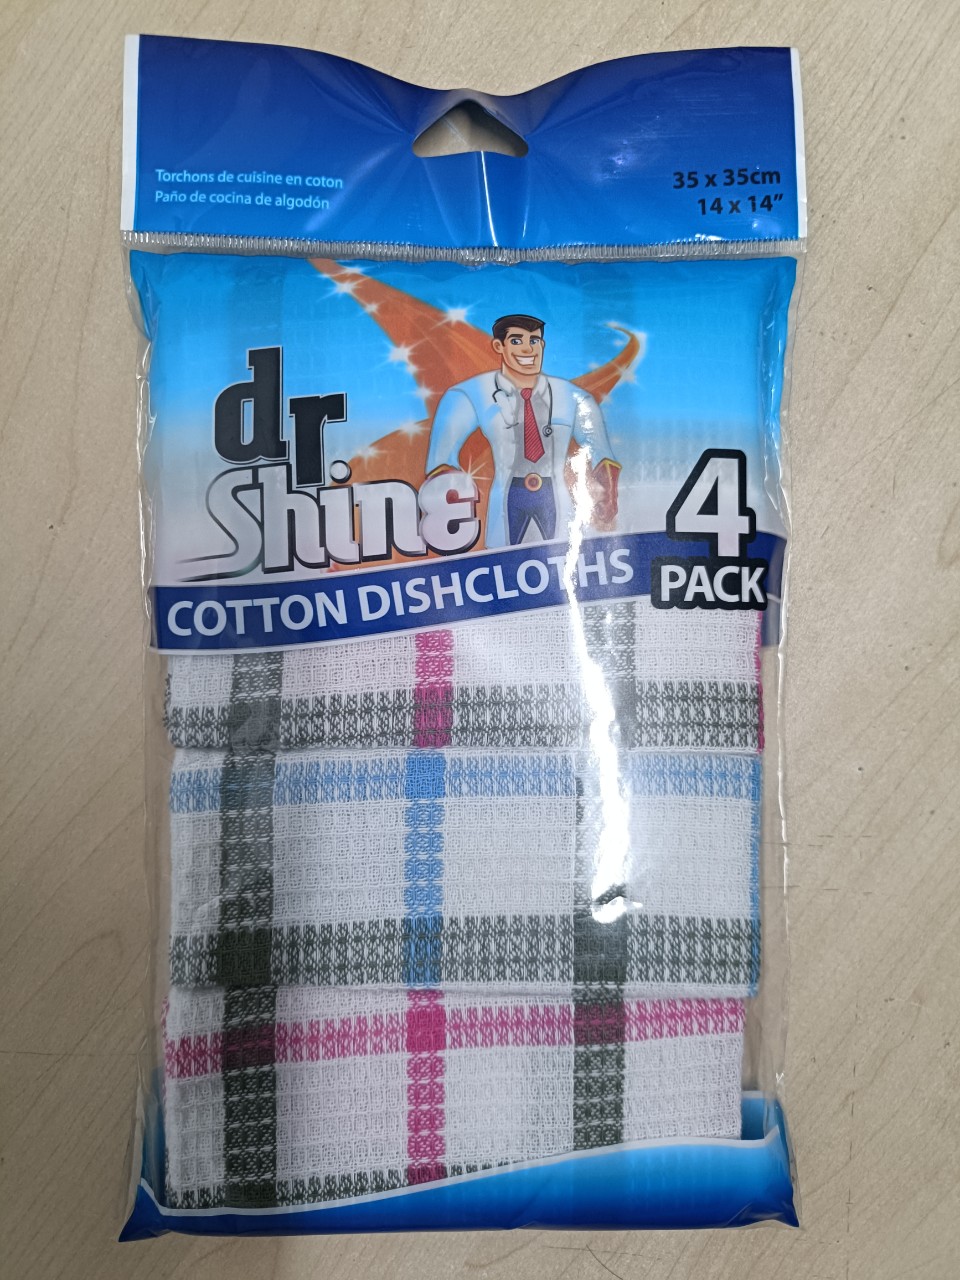 Torchons de cuisine en coton
Paño de cocina de algodón
35 x 35cm
14 x 14"
dr.
Shine
COTTON DISHCLOTHS
4
PACK